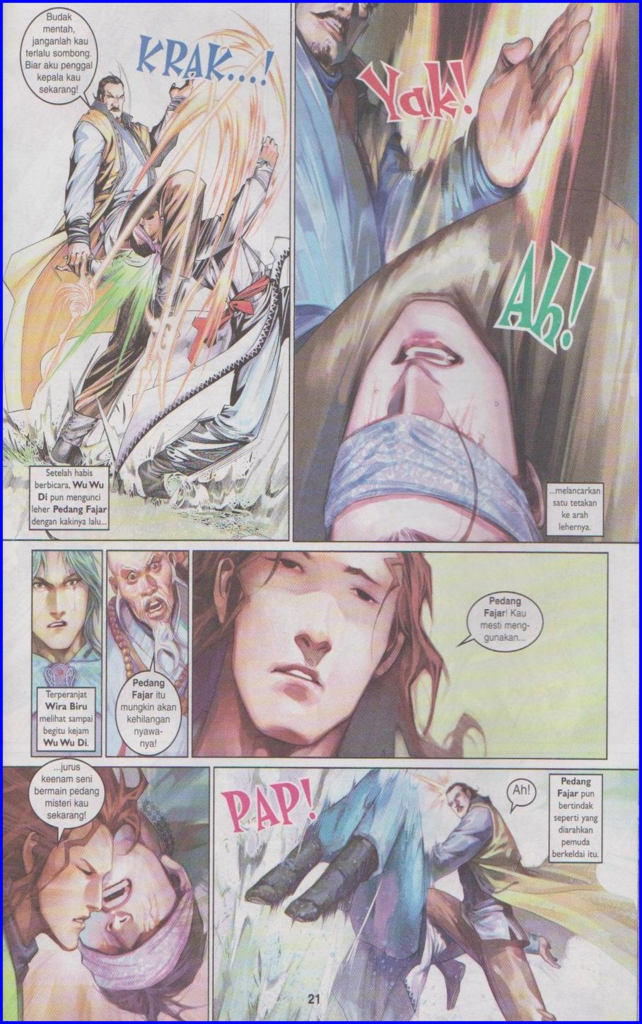 Budak
mentah,
janganlah kau
terlalu sombong.
Biar aku penggal
kepala kau
sekarang!
KRAK...!
Setelah habis
berbicara, Wu Wu
Di pun mengunci
leher Pedang Fajar
dengan kakinya lalu...
Yak!
Ah!
...melancarkan
satu tetakan
ke arah
lehernya.
Terperanjat
Wira Biru
melihat sampai
begitu kejam
Wu Wu Di.
Pedang
Fajar itu
mungkin akan
kehilangan
nyawa-
nya!
Pedang
Fajar! Kau
mesti meng-
gunakan...
...jurus
keenam seni
bermain pedang
misteri kau
sekarang!
PAP!
Ah!
Pedang
Fajar pun
bertindak
seperti yang
diarahkan
pemuda
berkeldai itu.
21